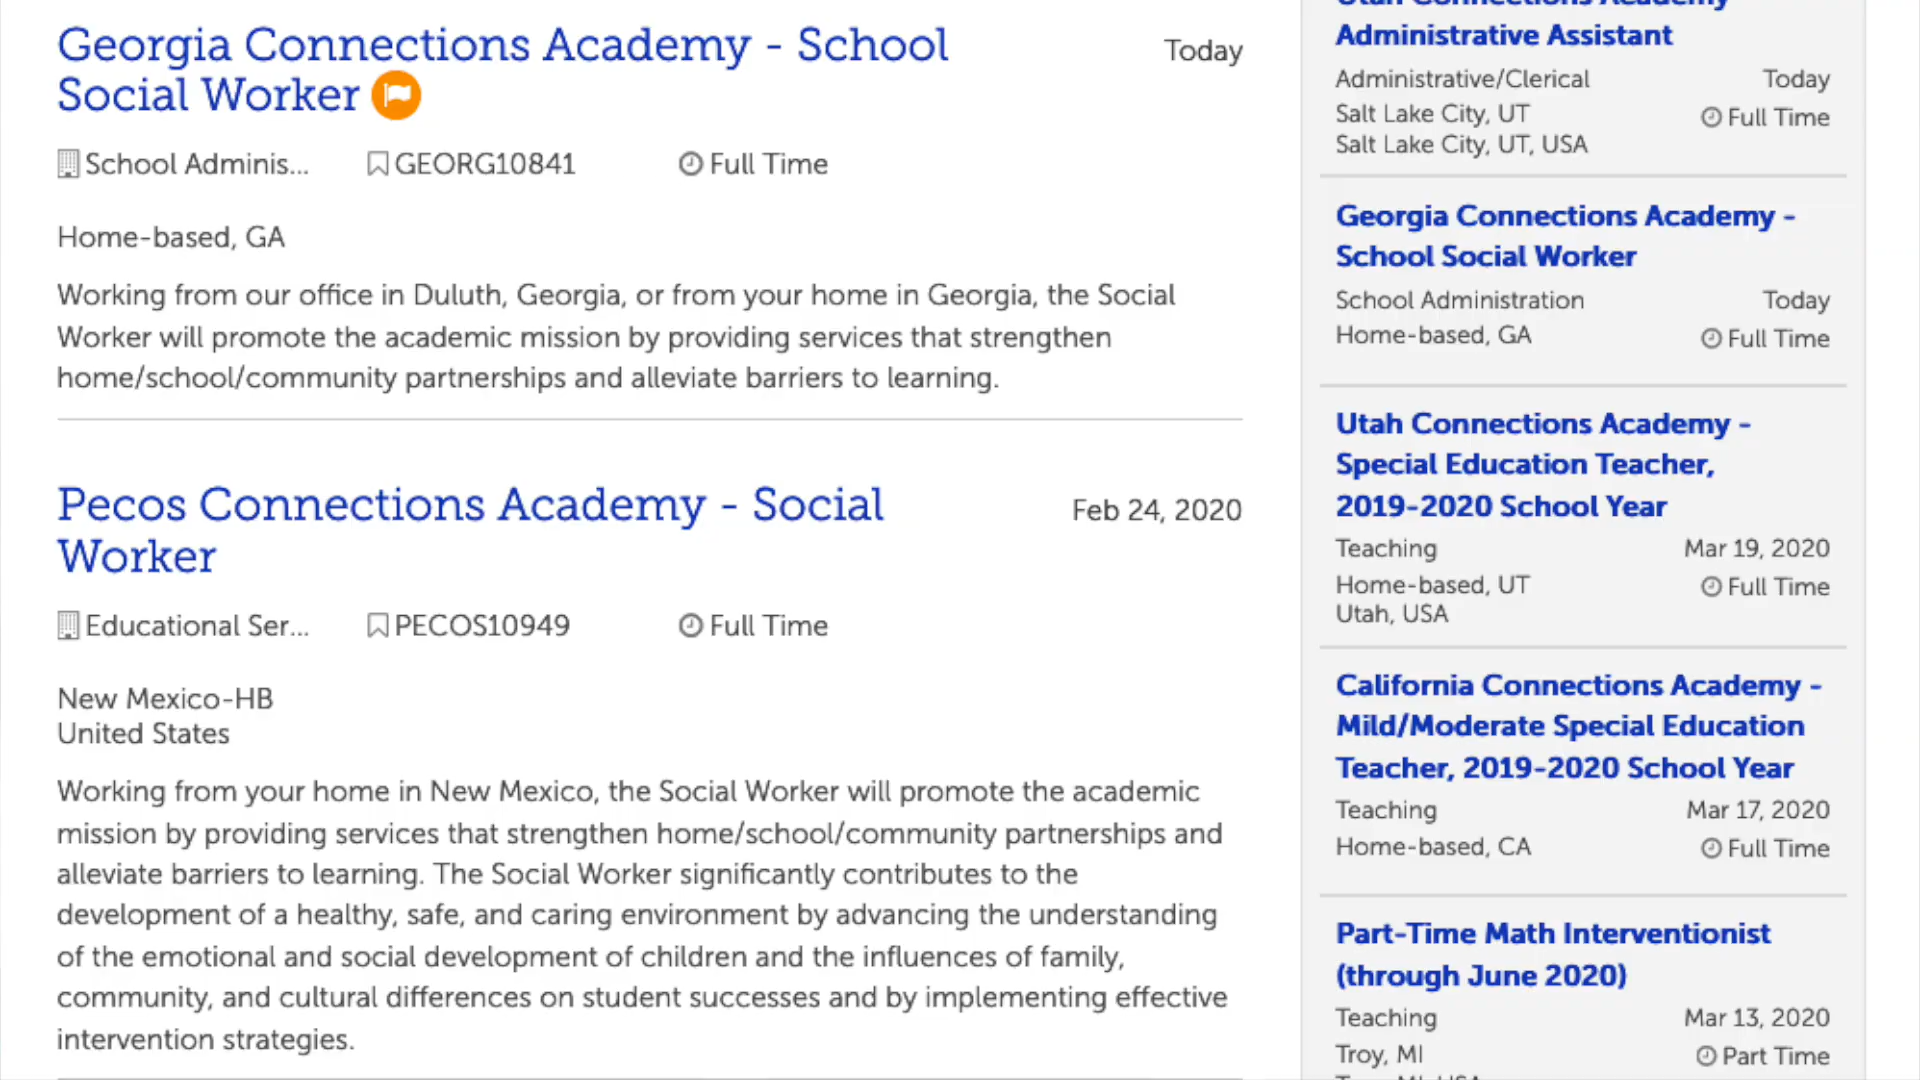 Georgia Connections Academy - School
Social Worker
Today
School Adminis...
GEORG10841
Full Time
Home-based, GA
Working from our office in Duluth, Georgia, or from your home in Georgia, the Social
Worker will promote the academic mission by providing services that strengthen
home/school/community partnerships and alleviate barriers to learning.
Pecos Connections Academy - Social
Worker
Feb 24, 2020
Educational Ser...
PECOS10949
Full Time
New Mexico-HB
United States
Working from your home in New Mexico, the Social Worker will promote the academic
mission by providing services that strengthen home/school/community partnerships and
alleviate barriers to learning. The Social Worker significantly contributes to the
development of a healthy, safe, and caring environment by advancing the understanding
of the emotional and social development of children and the influences of family,
community, and cultural differences on student successes and by implementing effective
intervention strategies.
Utah Connections Academy
Administrative Assistant
Administrative/Clerical
Today
Salt Lake City, UT
Full Time
Salt Lake City, UT, USA
Georgia Connections Academy -
School Social Worker
School Administration
Today
Home-based, GA
Full Time
Utah Connections Academy -
Special Education Teacher,
2019-2020 School Year
Teaching
Mar 19, 2020
Home-based, UT
Full Time
Utah, USA
California Connections Academy -
Mild/Moderate Special Education
Teacher, 2019-2020 School Year
Teaching
Mar 17, 2020
Home-based, CA
Full Time
Part-Time Math Interventionist
(through June 2020)
Teaching
Mar 13, 2020
Troy, MI
Part Time